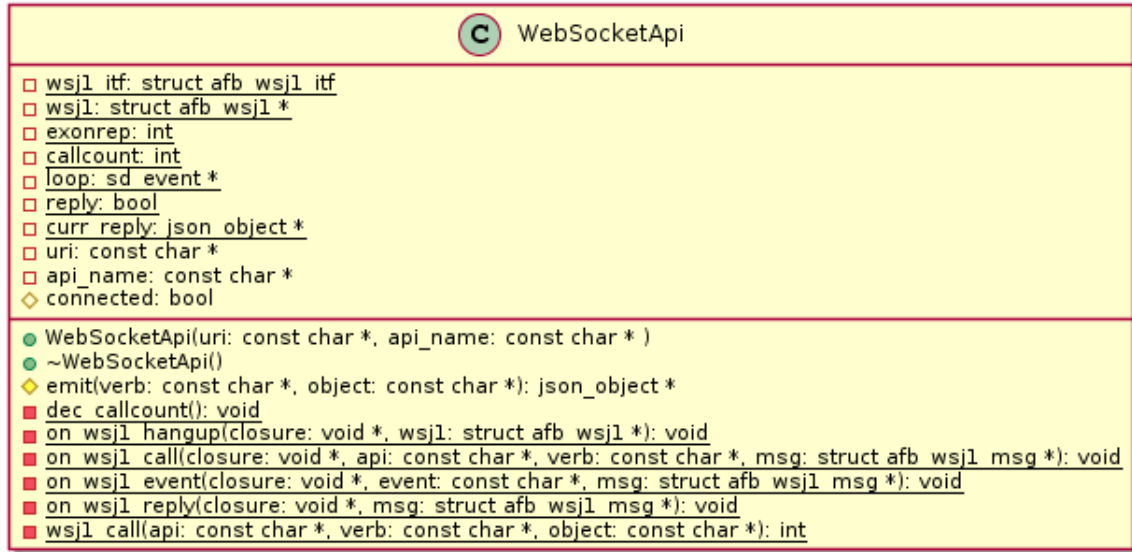 C WebSocketApi
wsj1_itf: struct afb_wsj1_itf
wsj1: struct afb_wsj1 *
exonrep: int
callcount: int
loop: sd_event *
reply: bool
curr_reply: json_object *
uri: const char *
api_name: const char *
connected: bool
WebSocketApi(uri: const char *, api_name: const char * )
~WebSocketApi()
emit(verb: const char *, object: const char *): json_object *
dec_callcount(): void
on_wsj1_hangup(closure: void *, wsj1: struct afb_wsj1 *): void
on_wsj1_call(closure: void *, api: const char *, verb: const char *, msg: struct afb_wsj1_msg *): void
on_wsj1_event(closure: void *, event: const char *, msg: struct afb_wsj1_msg *): void
on_wsj1_reply(closure: void *, msg: struct afb_wsj1_msg *): void
wsj1_call(api: const char *, verb: const char *, object: const char *): int